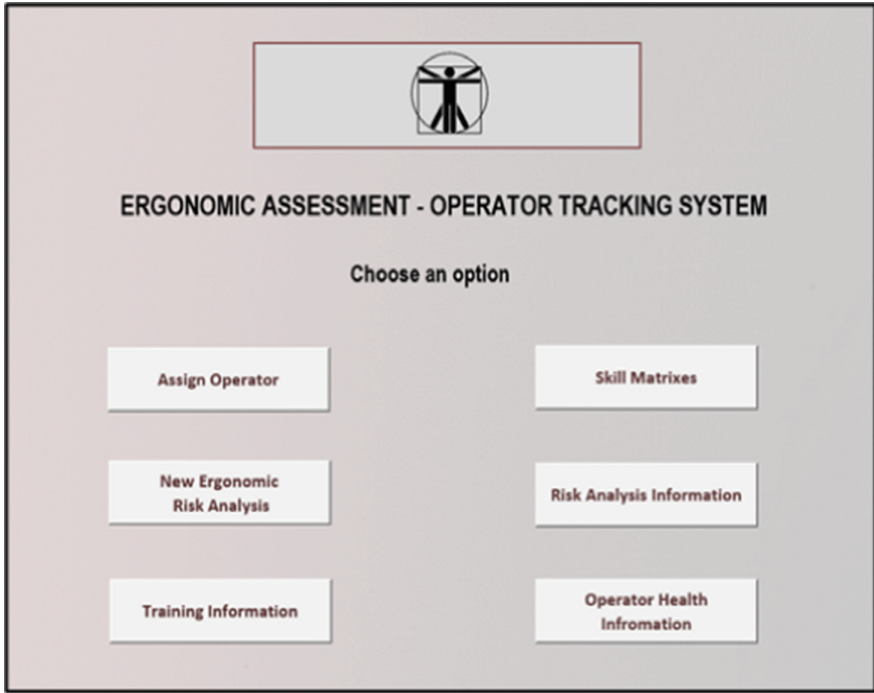 ERGONOMIC ASSESSMENT - OPERATOR TRACKING SYSTEM
Choose an option
Assign Operator
Skill Matrixes
New Ergonomic
Risk Analysis
Risk Analysis Information
Training Information
Operator Health
Infromation